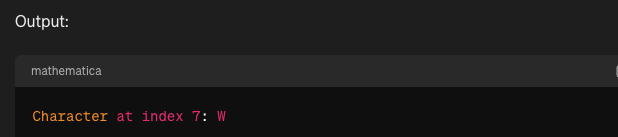 Output:
mathematica
Character at index 7: W